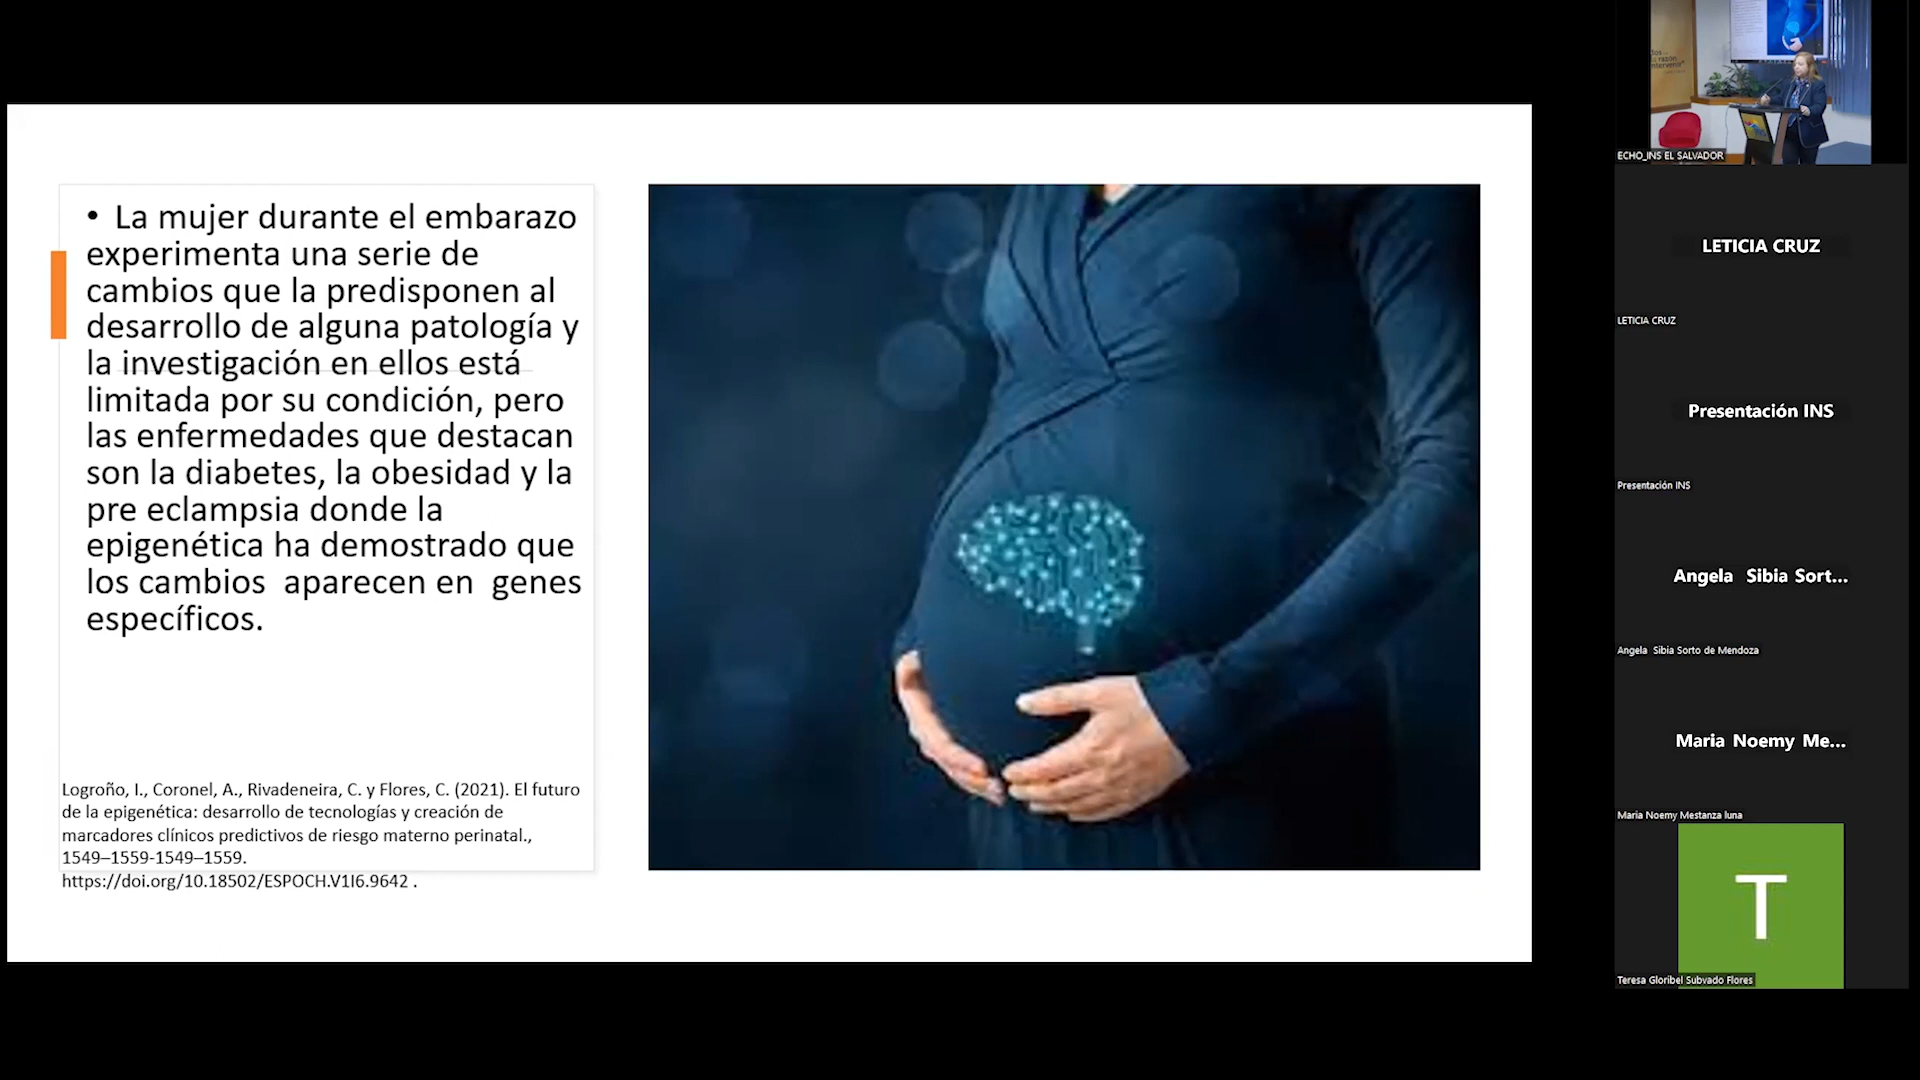 • La mujer durante el embarazo
experimenta una serie de
cambios que la predisponen al
desarrollo de alguna patología y
la investigación en ellos está
limitada por su condición, pero
las enfermedades que destacan
son la diabetes, la obesidad y la
pre eclampsia donde la
epigenética ha demostrado que
los cambios aparecen en genes
específicos.
Logroño, I., Coronel, A., Rivadeneira, C. y Flores, C. (2021). El futuro
de la epigenética: desarrollo de tecnologías y creación de
marcadores clínicos predictivos de riesgo materno perinatal.,
1549–1559-1549–1559.
https://doi.org/10.18502/ESPOCH.V1I6.9642 .
razón
ECHO_INS EL SALVADOR
LETICIA CRUZ
LETICIA CRUZ
Presentación INS
Presentación INS
Angela Sibia Sort...
Angela Sibia Sorto de Mendoza
Maria Noemy Me...
Maria Noemy Mestanza luna
T
Teresa Gloribel Subvado Flores